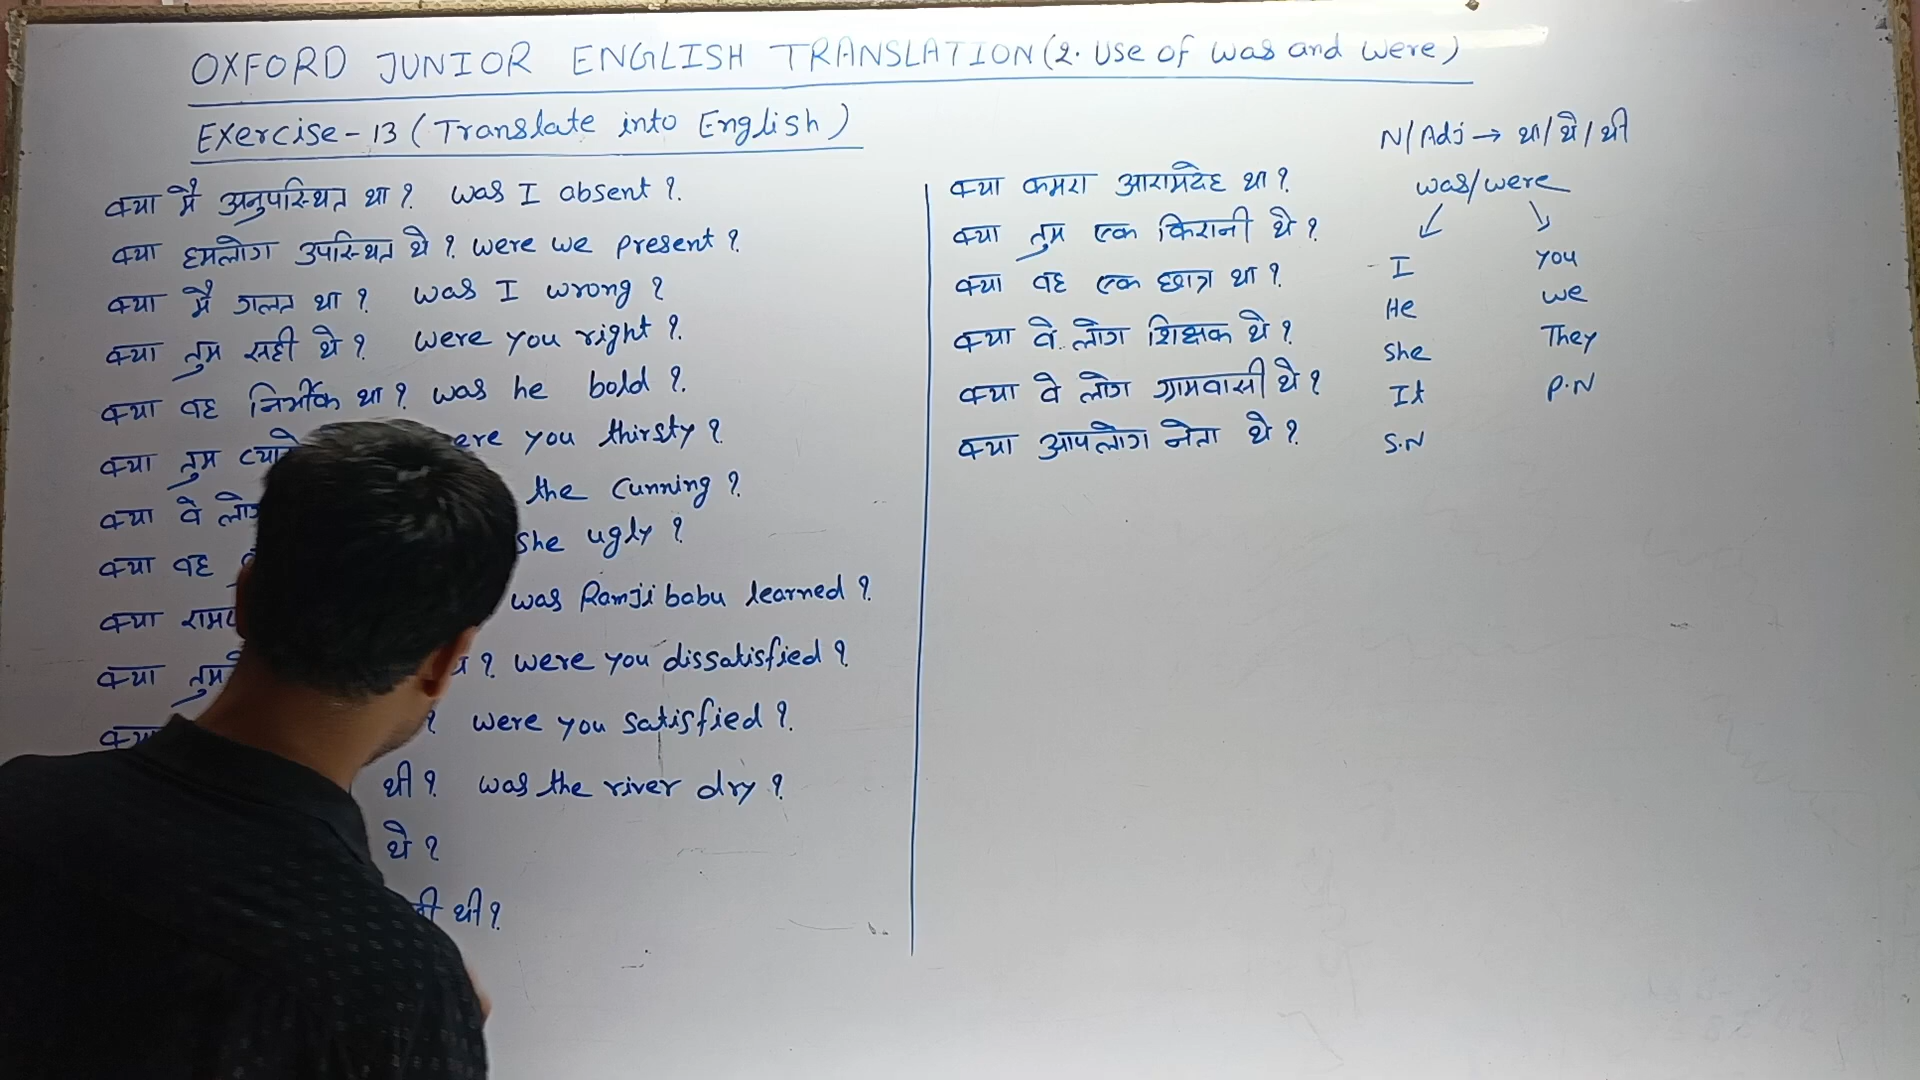 OXFORD JUNIOR ENGLISH TRANSLATION (2. Use of was and were)
Exercise-13 (Translate into English)
क्या मैं अनुपस्थित था? was I absent?
क्या हमलोग उपस्थित थे? were we present?
क्या मैं गलत था? was I wrong?
क्या तुम सही थे? were you right?
क्या वह निर्भीक था? was he bold?
क्या तुम you thirsty?
क्या वे the cunning?
क्या वह she ugly?
क्या was Ramji babu learned?
क्या ? were you dissatisfied?
क्या ? were you satisfied?
थी? was the river dry?
थे?
थी?
क्या कमरा आरामदेह था?
क्या तुम एक किरानी थे?
क्या वह एक छात्र था?
क्या वे लोग शिक्षक थे?
क्या वे लोग ग्रामवासी थे?
क्या आपलोग नेता थे?
N/Adj → था/थे/थी
was/were
I You
He we
She They
It P.N
S.N